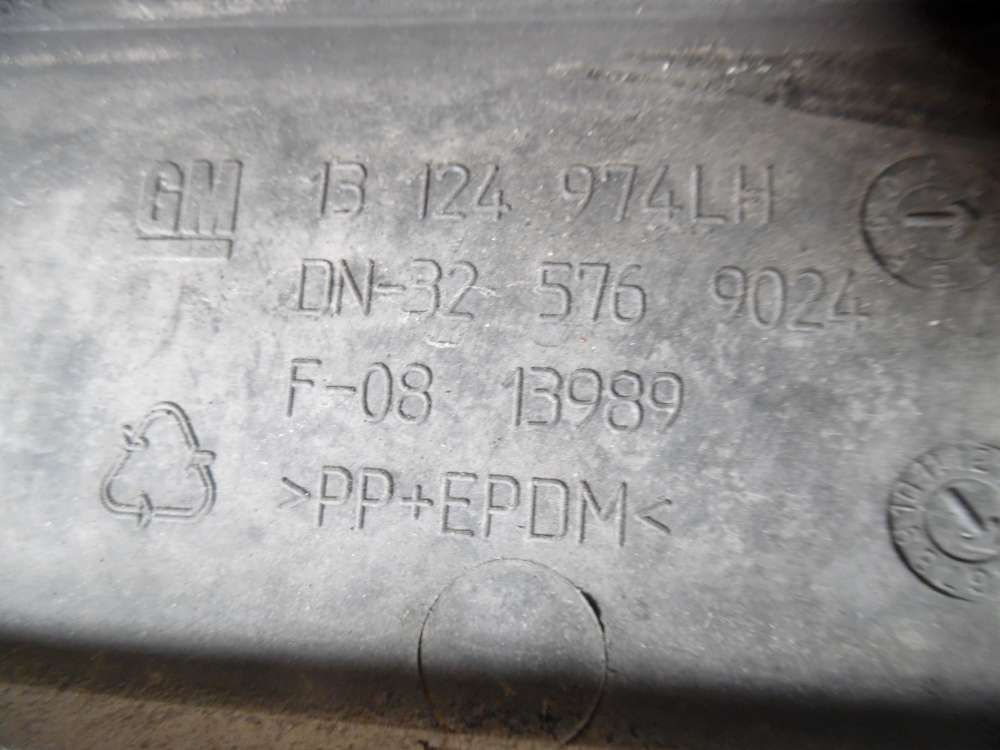 GM 13 124 974LH
DN-32 576 9024
F-08 13989
>PP+EPDM<